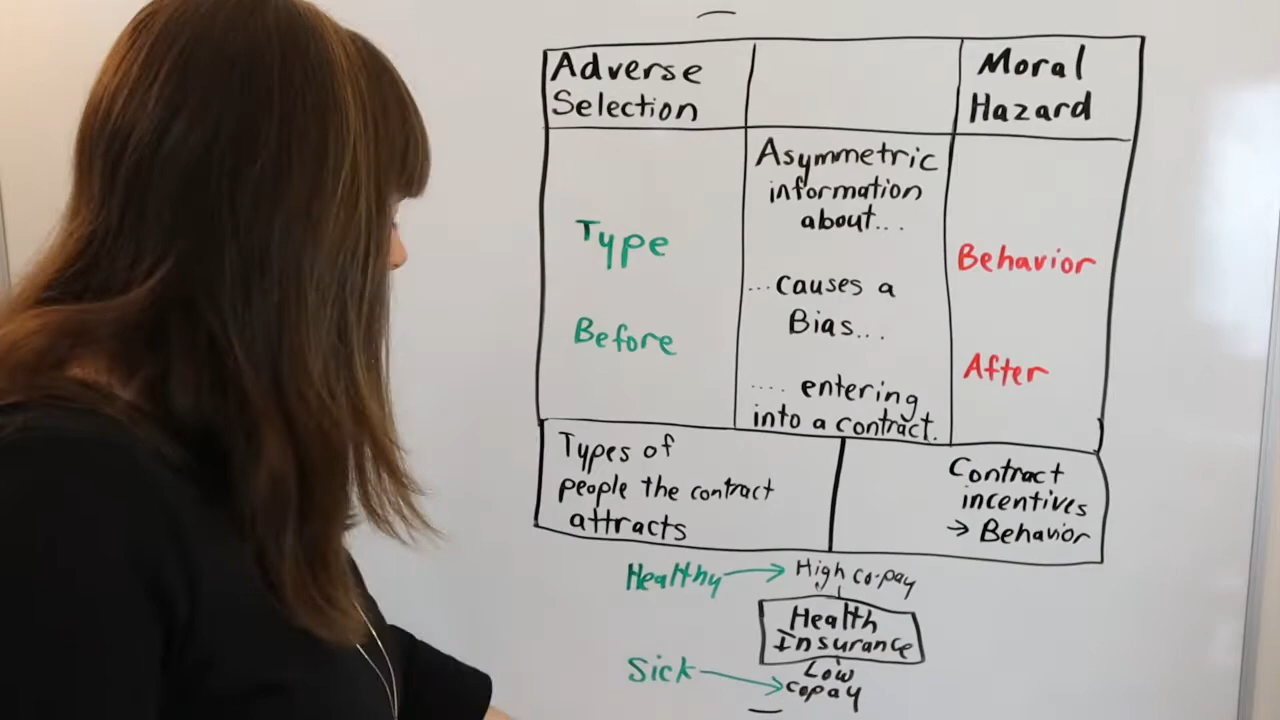 Adverse
Selection
Moral
Hazard
Asymmetric
information
about...
Type
Behavior
...causes a
Bias...
Before
After
.... entering
into a contract.
Types of
people the contract
attracts
Contract
incentives
→ Behavior
Healthy → High co-pay
Health
Insurance
Sick → Low
copay